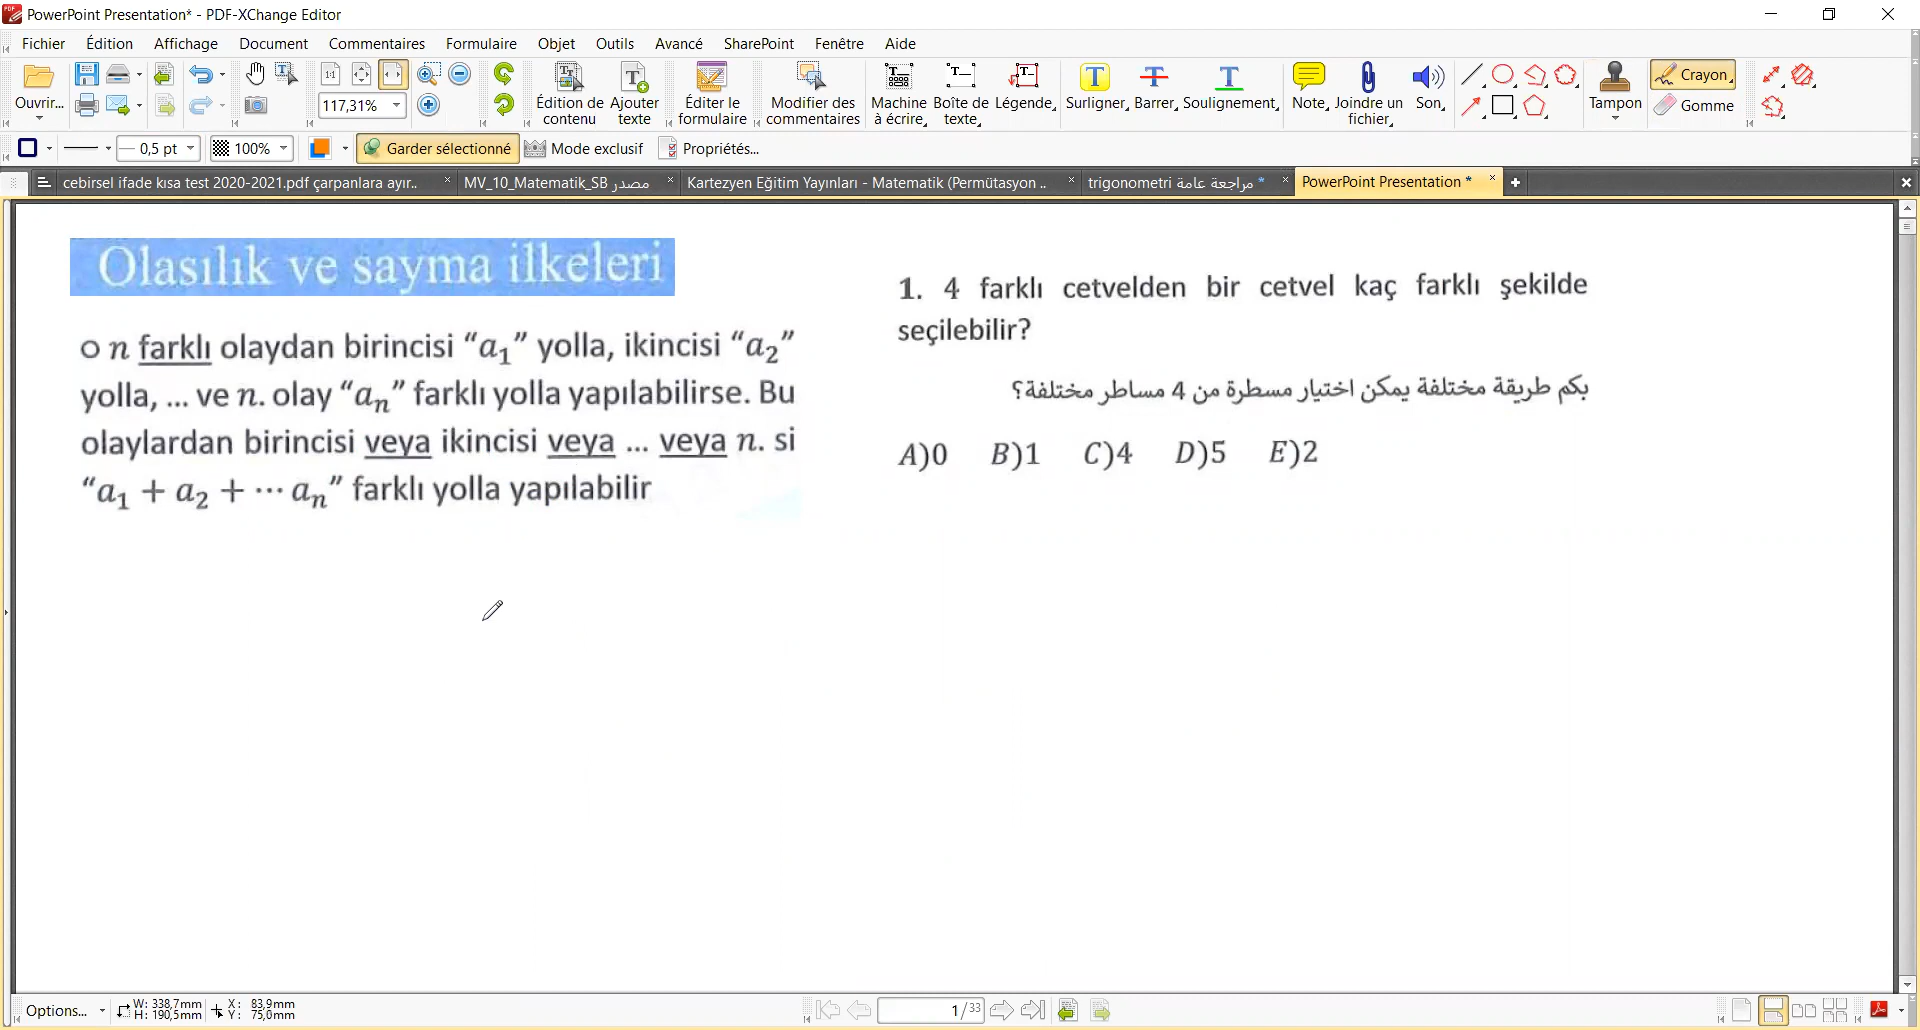 PowerPoint Presentation* - PDF-XChange Editor
Fichier Édition Affichage Document Commentaires Formulaire Objet Outils Avancé SharePoint Fenêtre Aide
Ouvrir...
1:1
117,31%
Édition de contenu
Ajouter texte
Éditer le formulaire
Modifier des commentaires
Machine à écrire
Boîte de texte
Légende
Surligner
Barrer
Soulignement
Note
Joindre un fichier
Son
Tampon
Crayon
Gomme
0,5 pt 100% Garder sélectionné Mode exclusif Propriétés...
cebirsel ifade kısa test 2020-2021.pdf çarpanlara ayır.. MV_10_Matematik_SB مصدر Kartezyen Eğitim Yayınları - Matematik (Permütasyon .. trigonometri مراجعة عامة * PowerPoint Presentation *
Olasılık ve sayma ilkeleri
○ n farklı olaydan birincisi “a₁” yolla, ikincisi “a₂”
yolla, ... ve n. olay “aₙ” farklı yolla yapılabilirse. Bu
olaylardan birincisi veya ikincisi veya ... veya n. si
“a₁ + a₂ + ⋯ aₙ” farklı yolla yapılabilir
1. 4 farklı cetvelden bir cetvel kaç farklı şekilde
seçilebilir?
بكم طريقة مختلفة يمكن اختيار مسطرة من 4 مساطر مختلفة؟
A)0 B)1 C)4 D)5 E)2
Options... W: 338,7mm X: 83,9mm
H: 190,5mm Y: 75,0mm
1/33